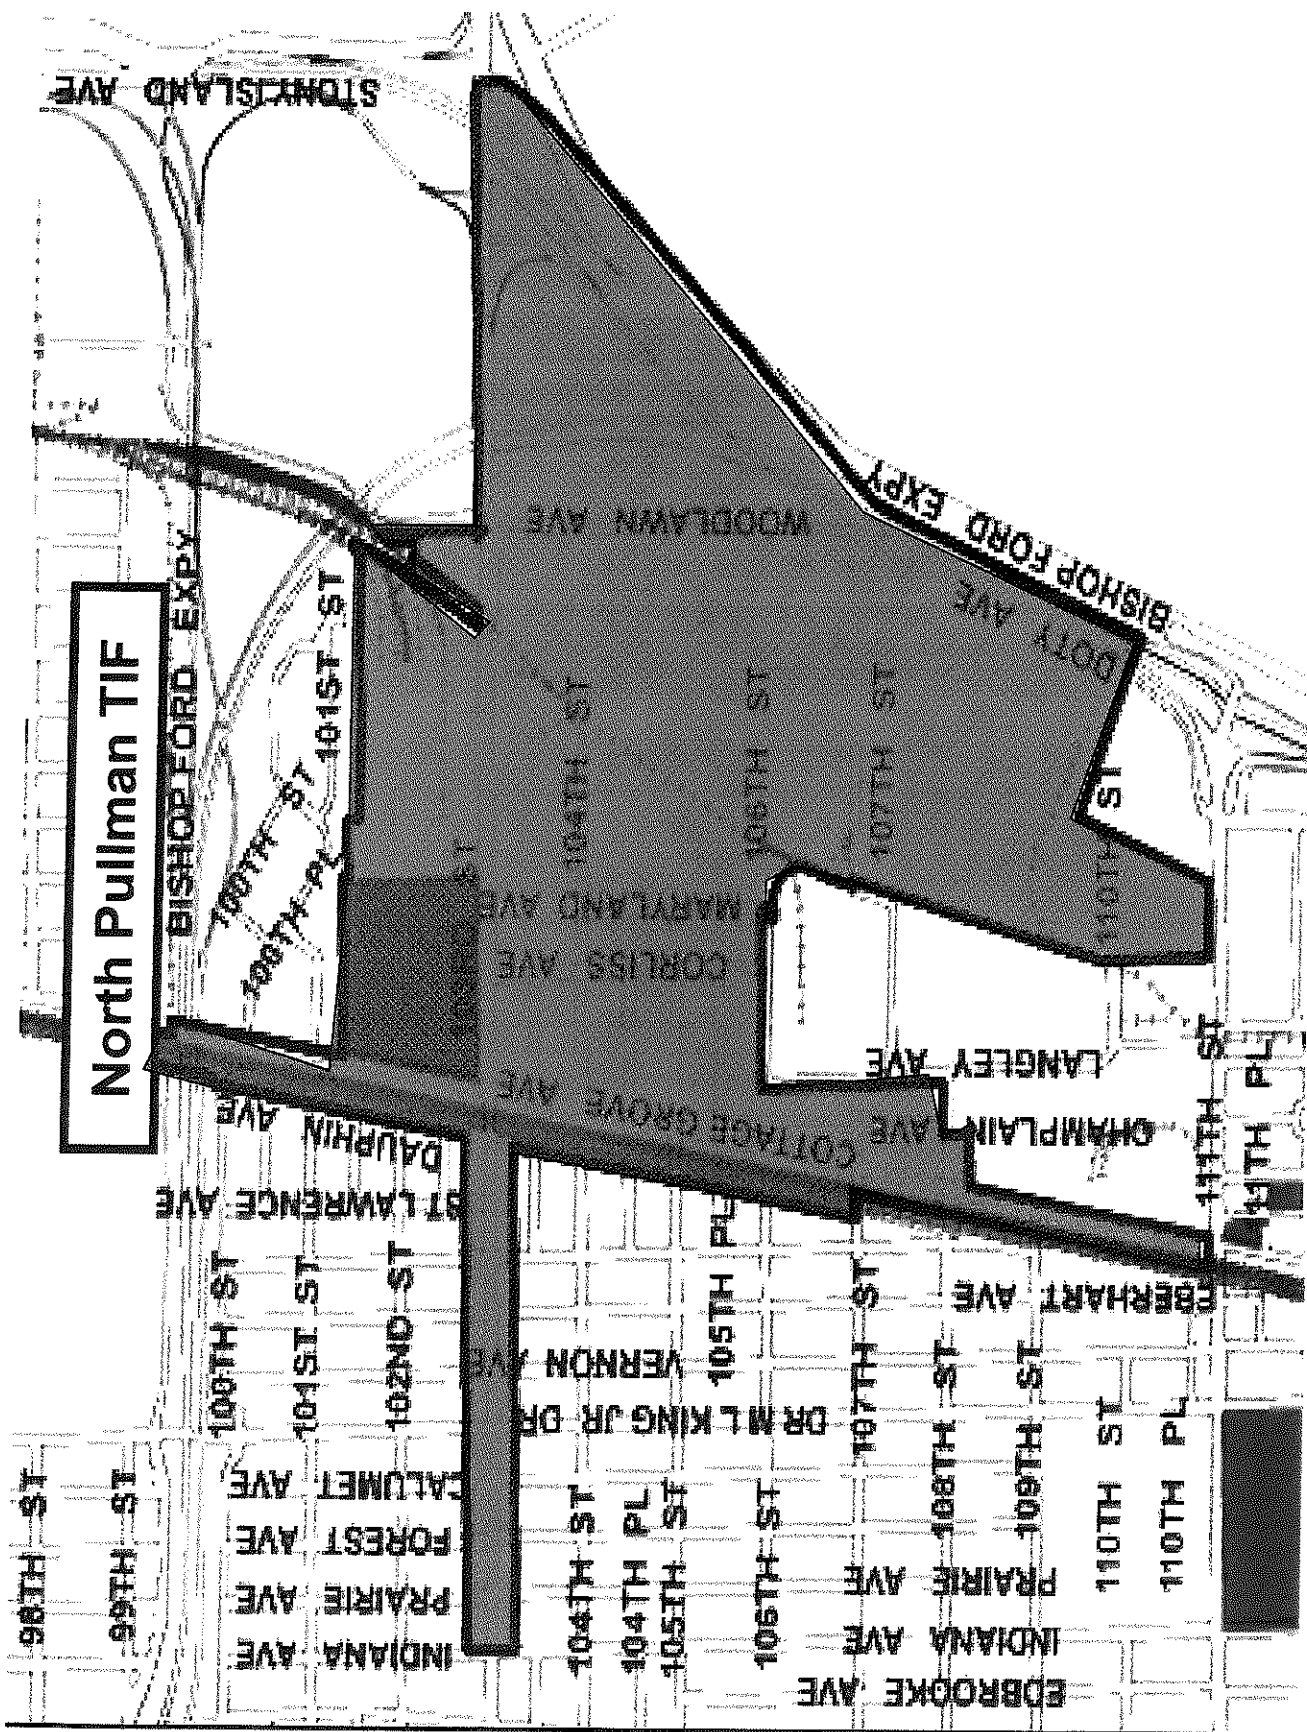 North Pullman TIF
STONY ISLAND AVE
BISHOP FORD EXPY
BISHOP FORD EXPY
100TH ST
100TH PL
101ST ST
WOODLAWN AVE
DOTY AVE
ST
104TH ST
106TH ST
107TH ST
110TH ST
MARYLAND AVE
CORLISS AVE
COTTAGE GROVE AVE
LANGLEY AVE
CHAMPLAIN AVE
DAUPHIN AVE
ST LAWRENCE AVE
111TH ST
111TH PL
EBERHART AVE
VERNON AVE
DR M L KING JR DR
100TH ST
101ST ST
102ND ST
105TH PL
107TH ST
108TH ST
109TH ST
110TH ST
110TH PL
98TH ST
99TH ST
CALUMET AVE
FOREST AVE
PRAIRIE AVE
INDIANA AVE
104TH ST
104TH PL
105TH ST
106TH ST
PRAIRIE AVE
INDIANA AVE
EDBROOKE AVE